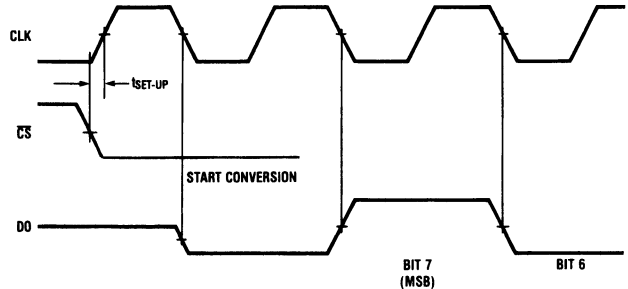 CLK
tSET-UP
CS
START CONVERSION
DO
BIT 7
(MSB)
BIT 6